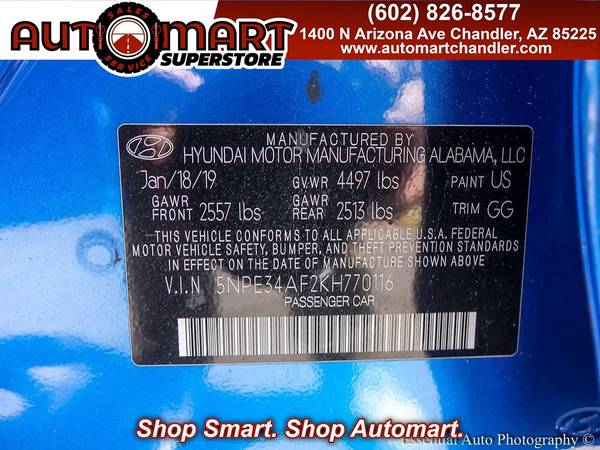 AUTOMART
SALES
SERVICE
SUPERSTORE
(602) 826-8577
1400 N Arizona Ave Chandler, AZ 85225
www.automartchandler.com
MANUFACTURED BY
HYUNDAI MOTOR MANUFACTURING ALABAMA, LLC
Jan/18/19 GVWR 4497 lbs PAINT US
GAWR FRONT 2557 lbs GAWR REAR 2513 lbs TRIM GG
THIS VEHICLE CONFORMS TO ALL APPLICABLE U.S.A. FEDERAL
MOTOR VEHICLE SAFETY, BUMPER, AND THEFT PREVENTION STANDARDS
IN EFFECT ON THE DATE OF MANUFACTURE SHOWN ABOVE
V.I.N 5NPE34AF2KH770116
PASSENGER CAR
Shop Smart. Shop Automart.
Essential Auto Photography ©